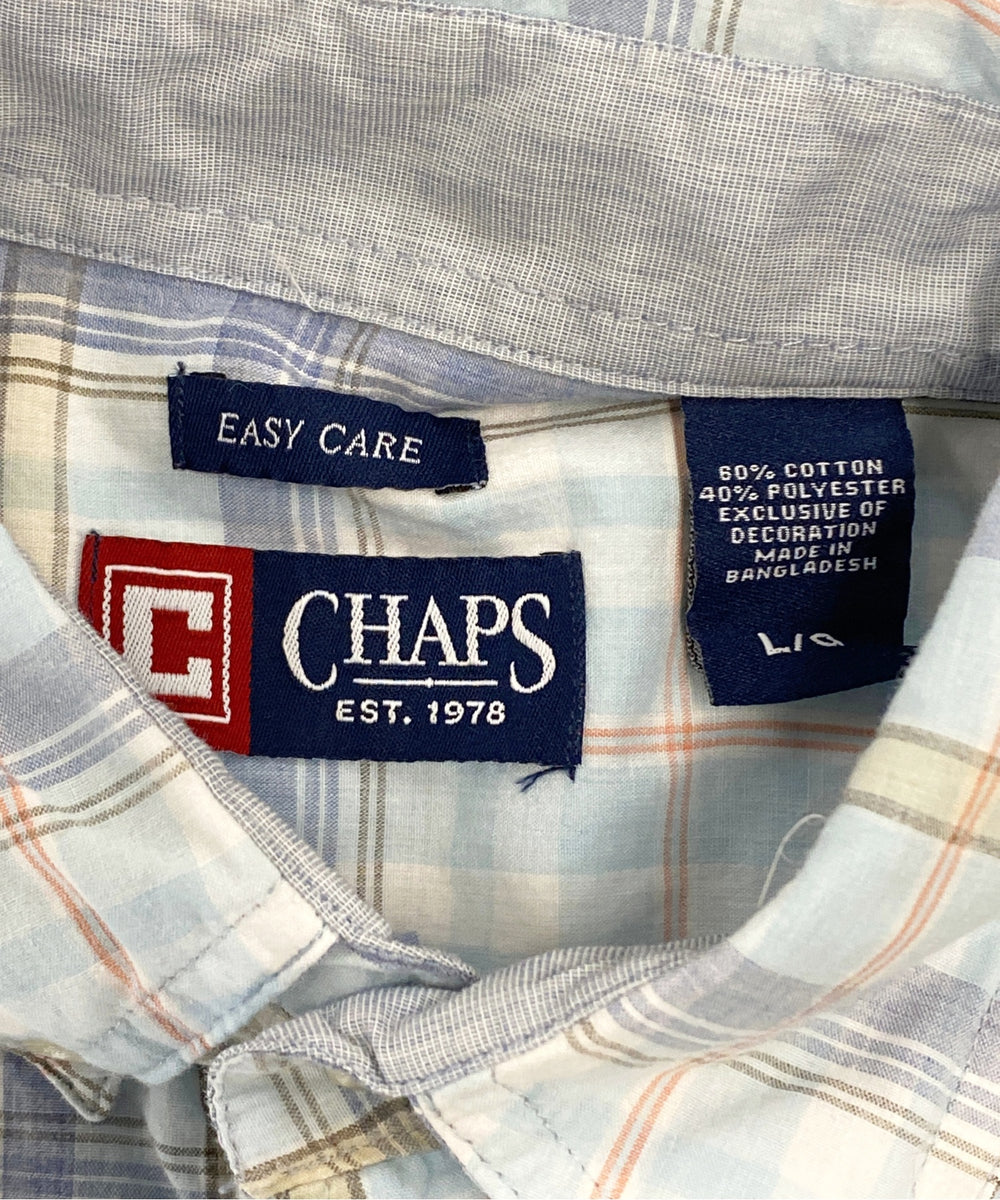 EASY CARE
C CHAPS
EST. 1978
60% COTTON
40% POLYESTER
EXCLUSIVE OF
DECORATION
MADE IN
BANGLADESH
L/G